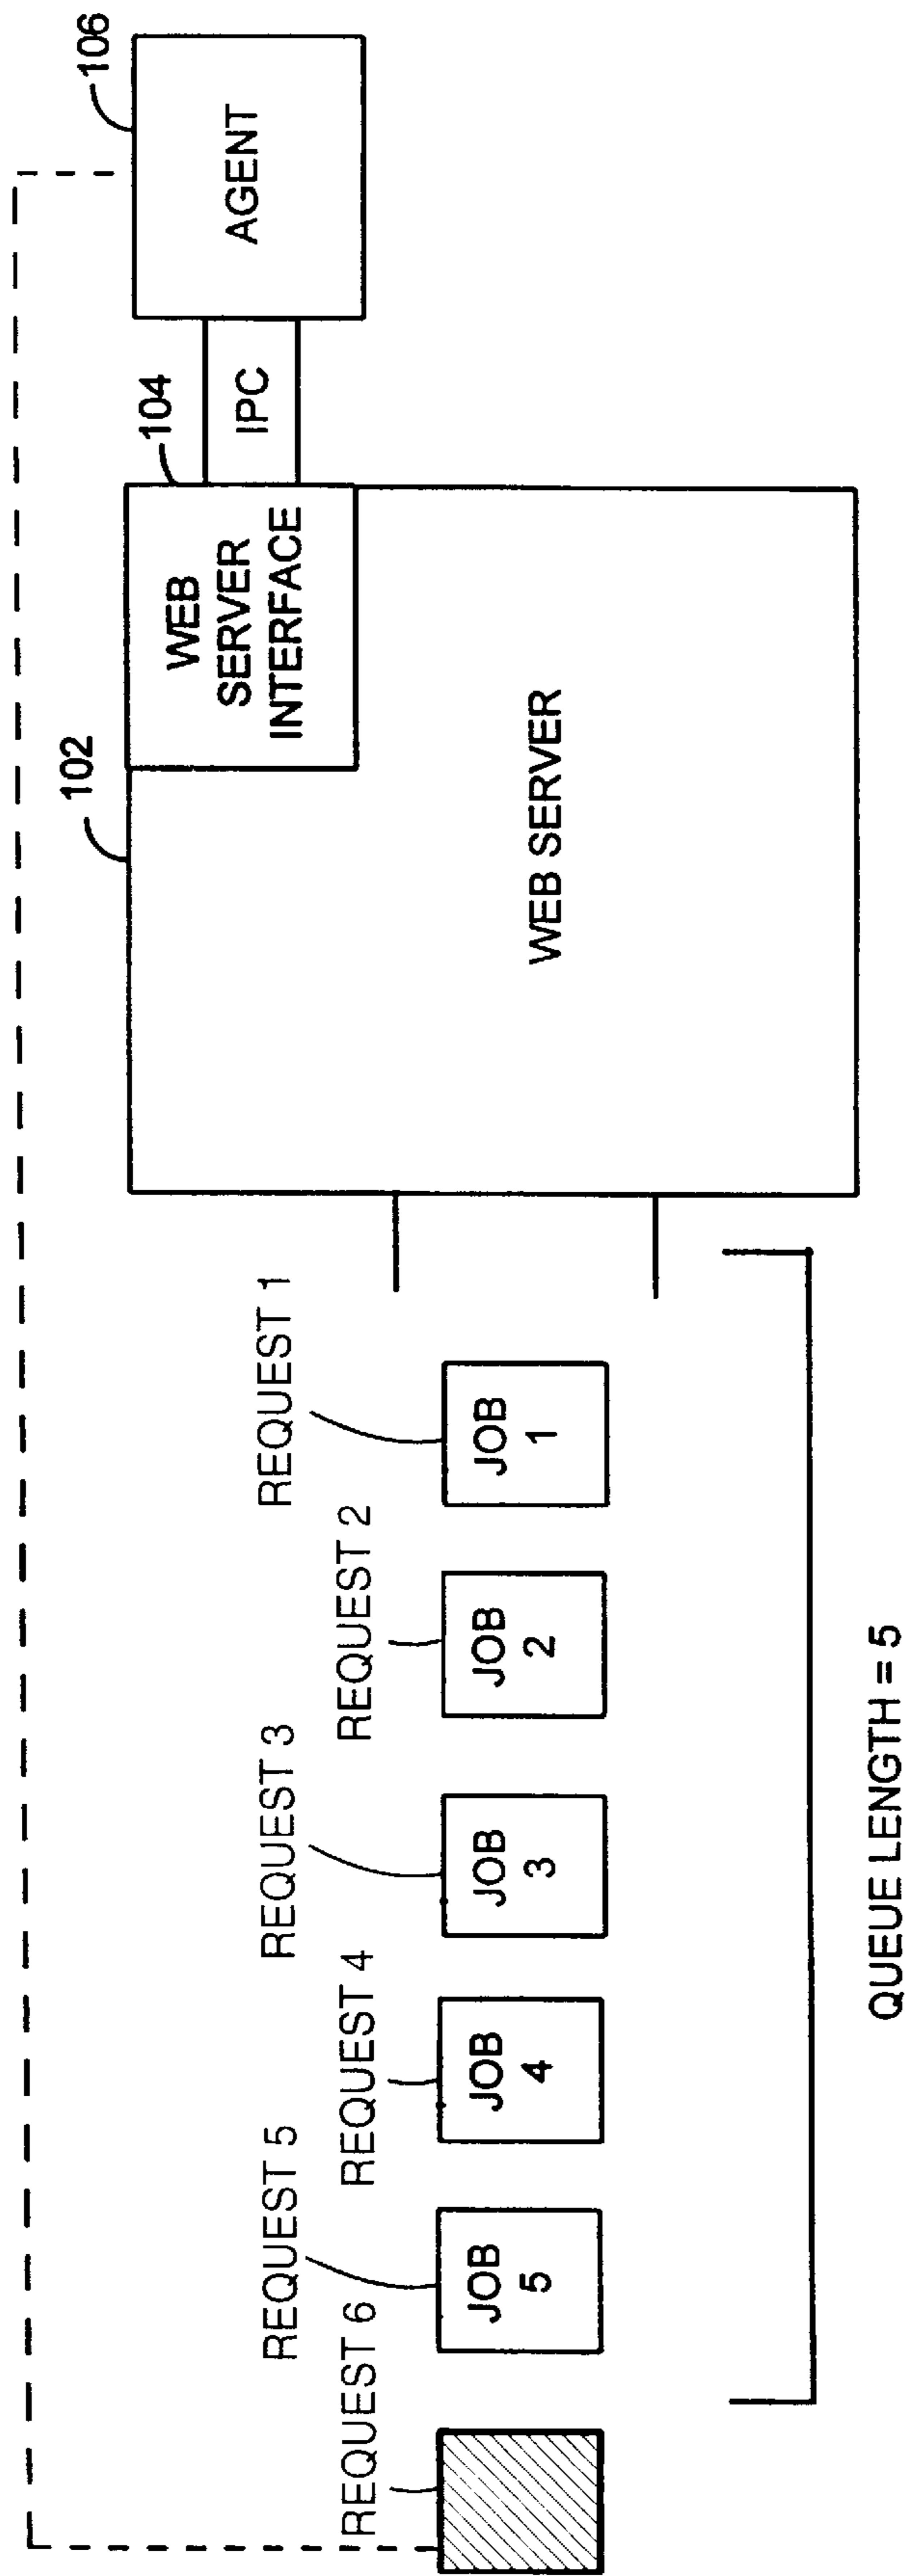 106
AGENT
104
IPC
WEB
SERVER
INTERFACE
102
WEB SERVER
REQUEST 1
JOB
1
REQUEST 2
JOB
2
REQUEST 3
JOB
3
REQUEST 4
JOB
4
REQUEST 5
JOB
5
REQUEST 6
QUEUE LENGTH = 5